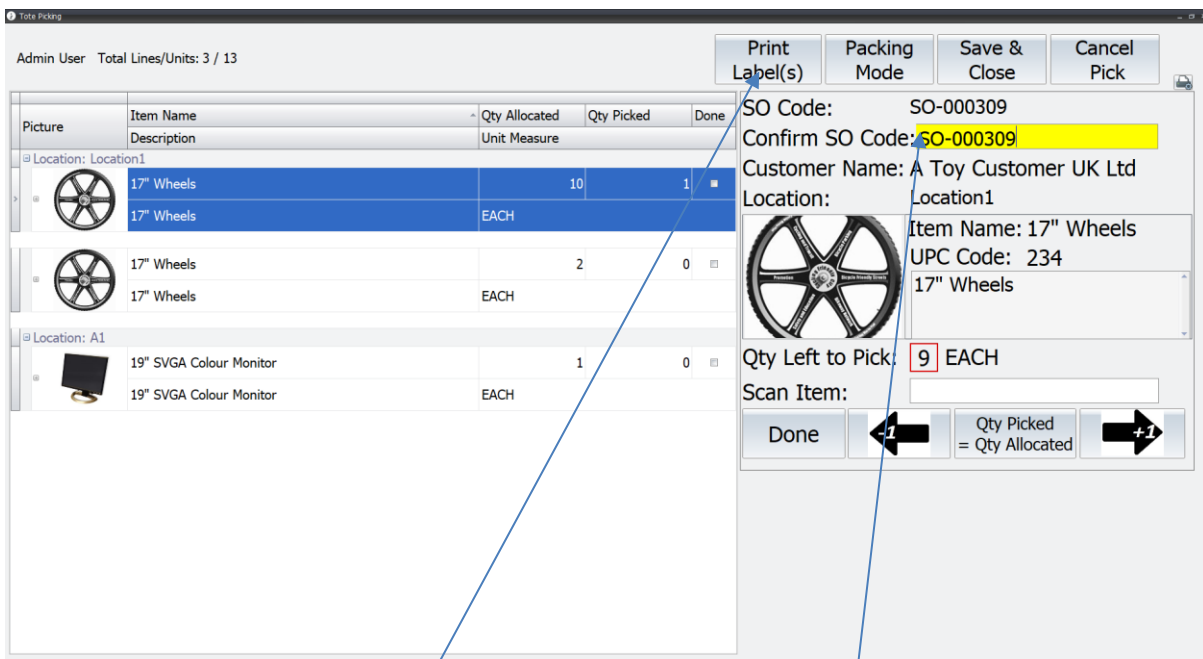 Tote Picking
Admin User Total Lines/Units: 3 / 13
Print Label(s)
Packing Mode
Save & Close
Cancel Pick
Picture
Item Name
Qty Allocated
Qty Picked
Done
Description
Unit Measure
Location: Location1
17" Wheels 10 1
17" Wheels EACH
17" Wheels 2 0
17" Wheels EACH
Location: A1
19" SVGA Colour Monitor 1 0
19" SVGA Colour Monitor EACH
SO Code: SO-000309
Confirm SO Code: SO-000309
Customer Name: A Toy Customer UK Ltd
Location: Location1
Item Name: 17" Wheels
UPC Code: 234
17" Wheels
Qty Left to Pick: 9 EACH
Scan Item:
Done
-1
Qty Picked
= Qty Allocated
+1